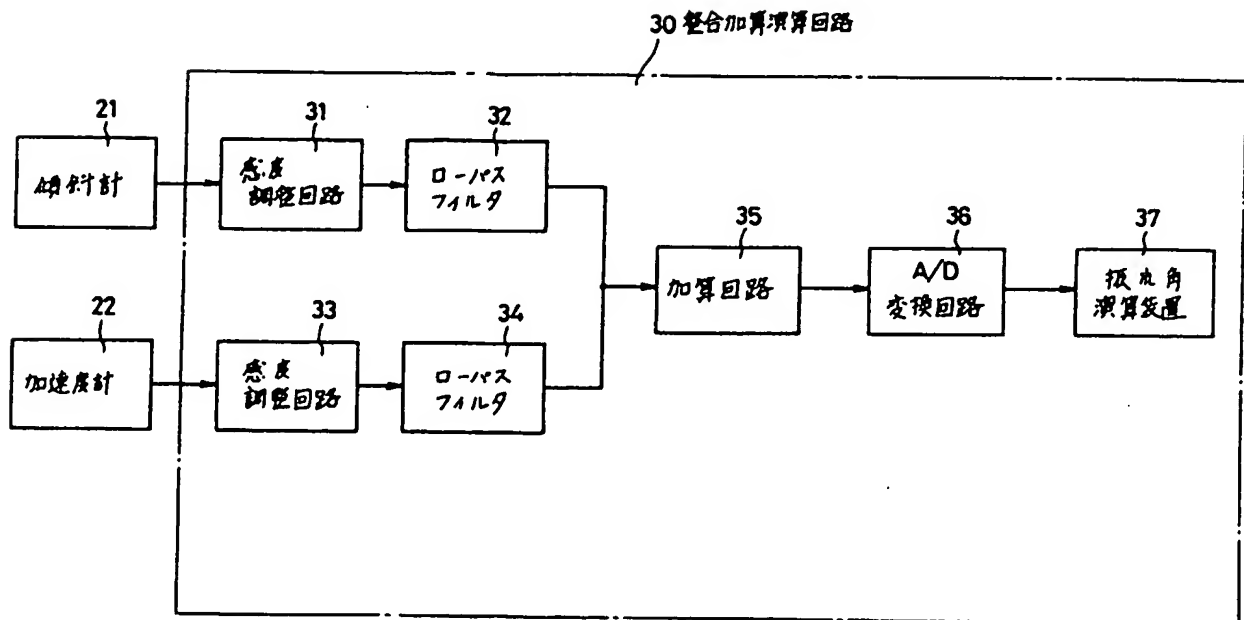 30 整合加算演算回路
21
傾斜計
31
感度
調整回路
32
ローパス
フィルタ
35
加算回路
36
A/D
変換回路
37
振れ角
演算装置
22
加速度計
33
感度
調整回路
34
ローパス
フィルタ